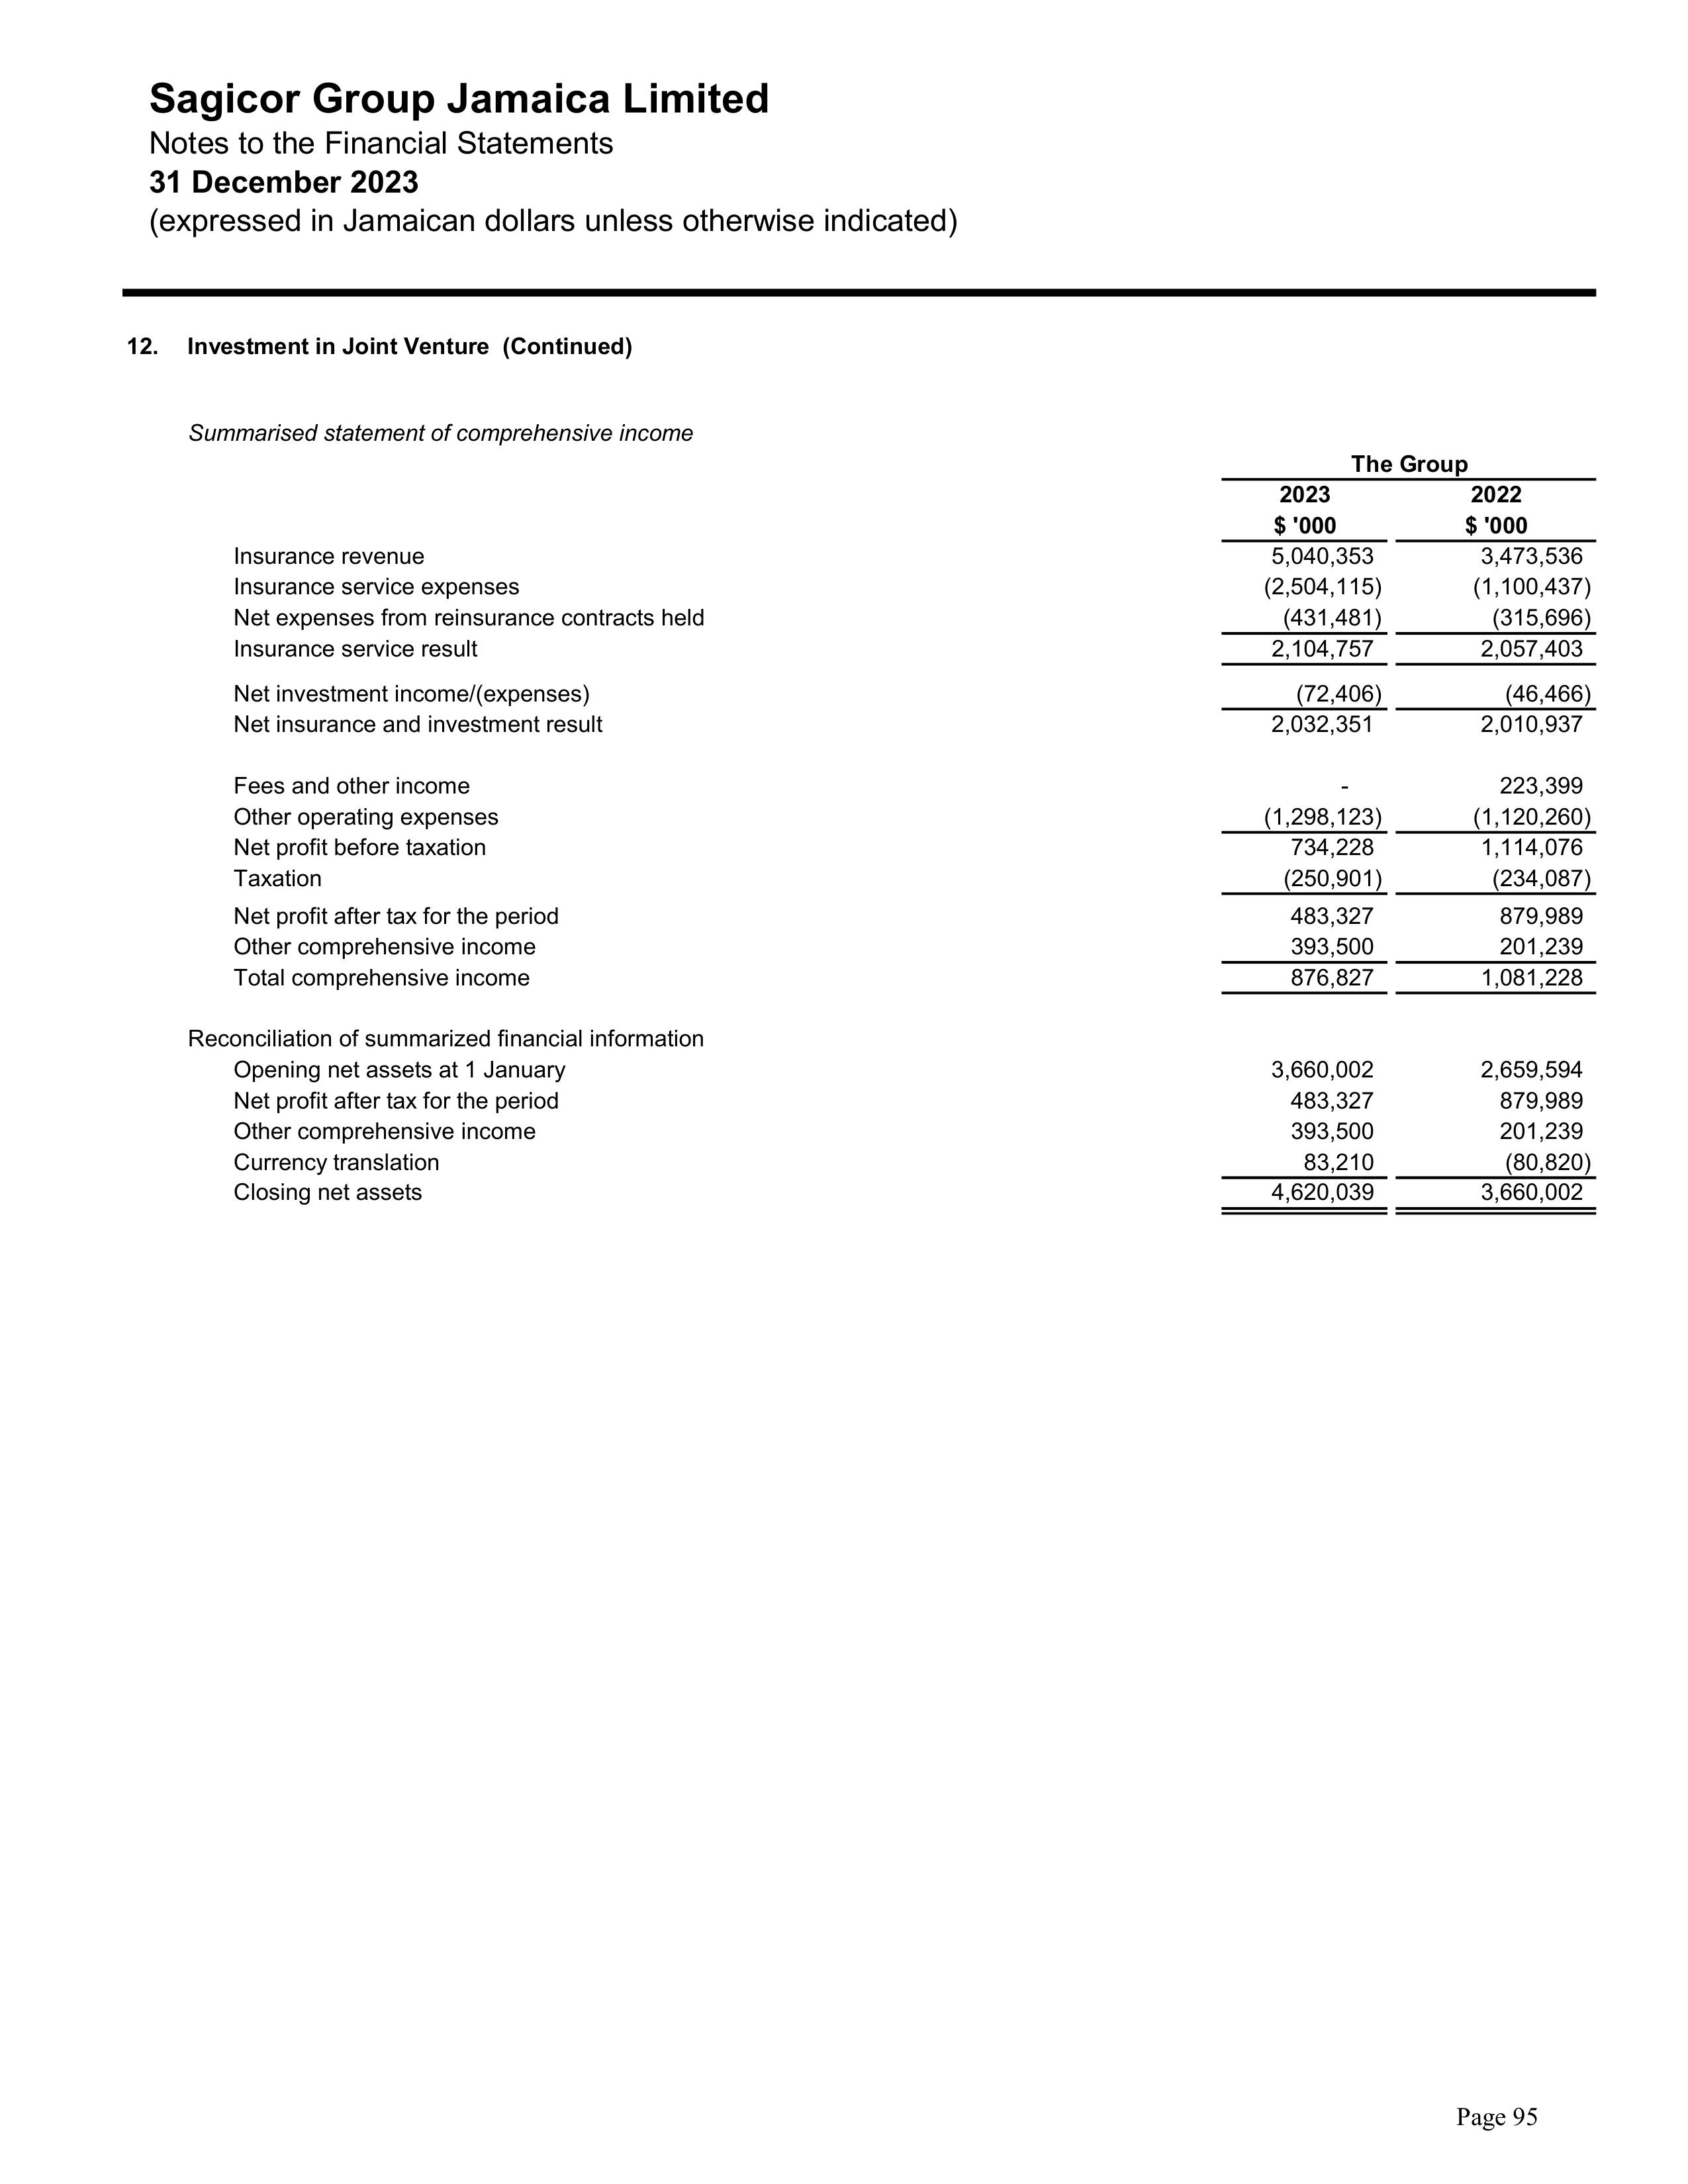 Sagicor Group Jamaica Limited
Notes to the Financial Statements
31 December 2023
(expressed in Jamaican dollars unless otherwise indicated)
12. Investment in Joint Venture (Continued)
Summarised statement of comprehensive income
The Group
2023 2022
$ '000 $ '000
Insurance revenue 5,040,353 3,473,536
Insurance service expenses (2,504,115) (1,100,437)
Net expenses from reinsurance contracts held (431,481) (315,696)
Insurance service result 2,104,757 2,057,403
Net investment income/(expenses) (72,406) (46,466)
Net insurance and investment result 2,032,351 2,010,937
Fees and other income - 223,399
Other operating expenses (1,298,123) (1,120,260)
Net profit before taxation 734,228 1,114,076
Taxation (250,901) (234,087)
Net profit after tax for the period 483,327 879,989
Other comprehensive income 393,500 201,239
Total comprehensive income 876,827 1,081,228
Reconciliation of summarized financial information
Opening net assets at 1 January 3,660,002 2,659,594
Net profit after tax for the period 483,327 879,989
Other comprehensive income 393,500 201,239
Currency translation 83,210 (80,820)
Closing net assets 4,620,039 3,660,002
Page 95